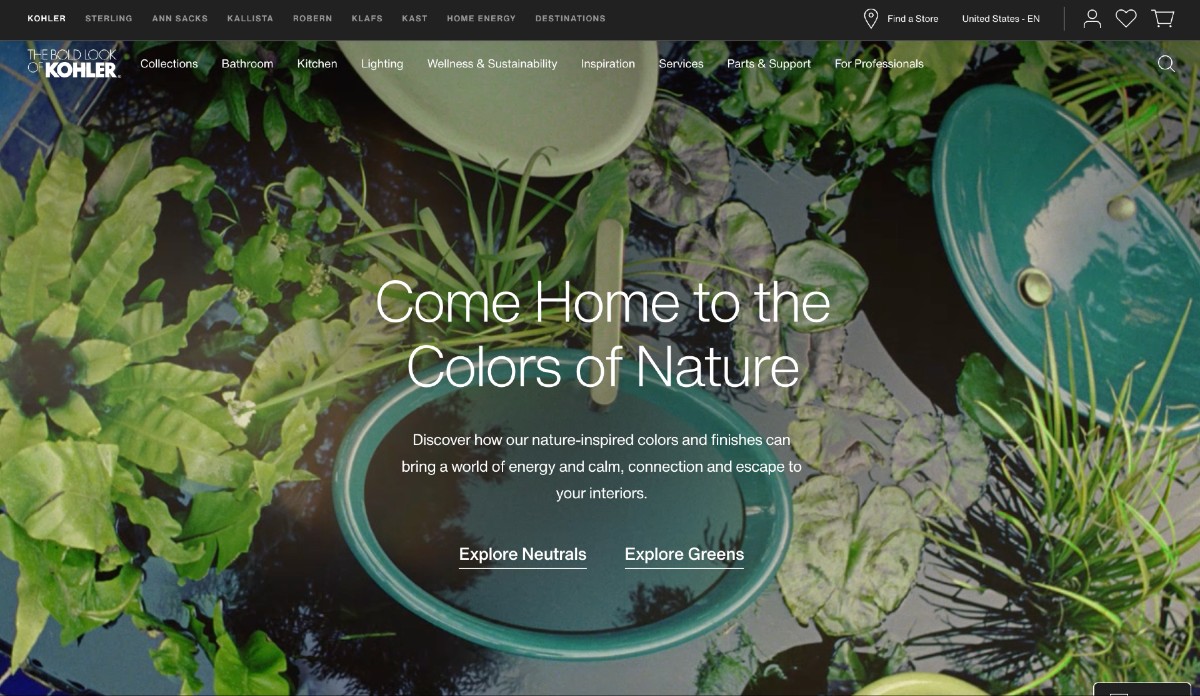 KOHLER STERLING ANN SACKS KALLISTA ROBERN KLAFS KAST HOME ENERGY DESTINATIONS Find a Store United States - EN
THE BOLD LOOK
OF KOHLER®
Collections Bathroom Kitchen Lighting Wellness & Sustainability Inspiration Services Parts & Support For Professionals
Come Home to the
Colors of Nature
Discover how our nature-inspired colors and finishes can
bring a world of energy and calm, connection and escape to
your interiors.
Explore Neutrals Explore Greens